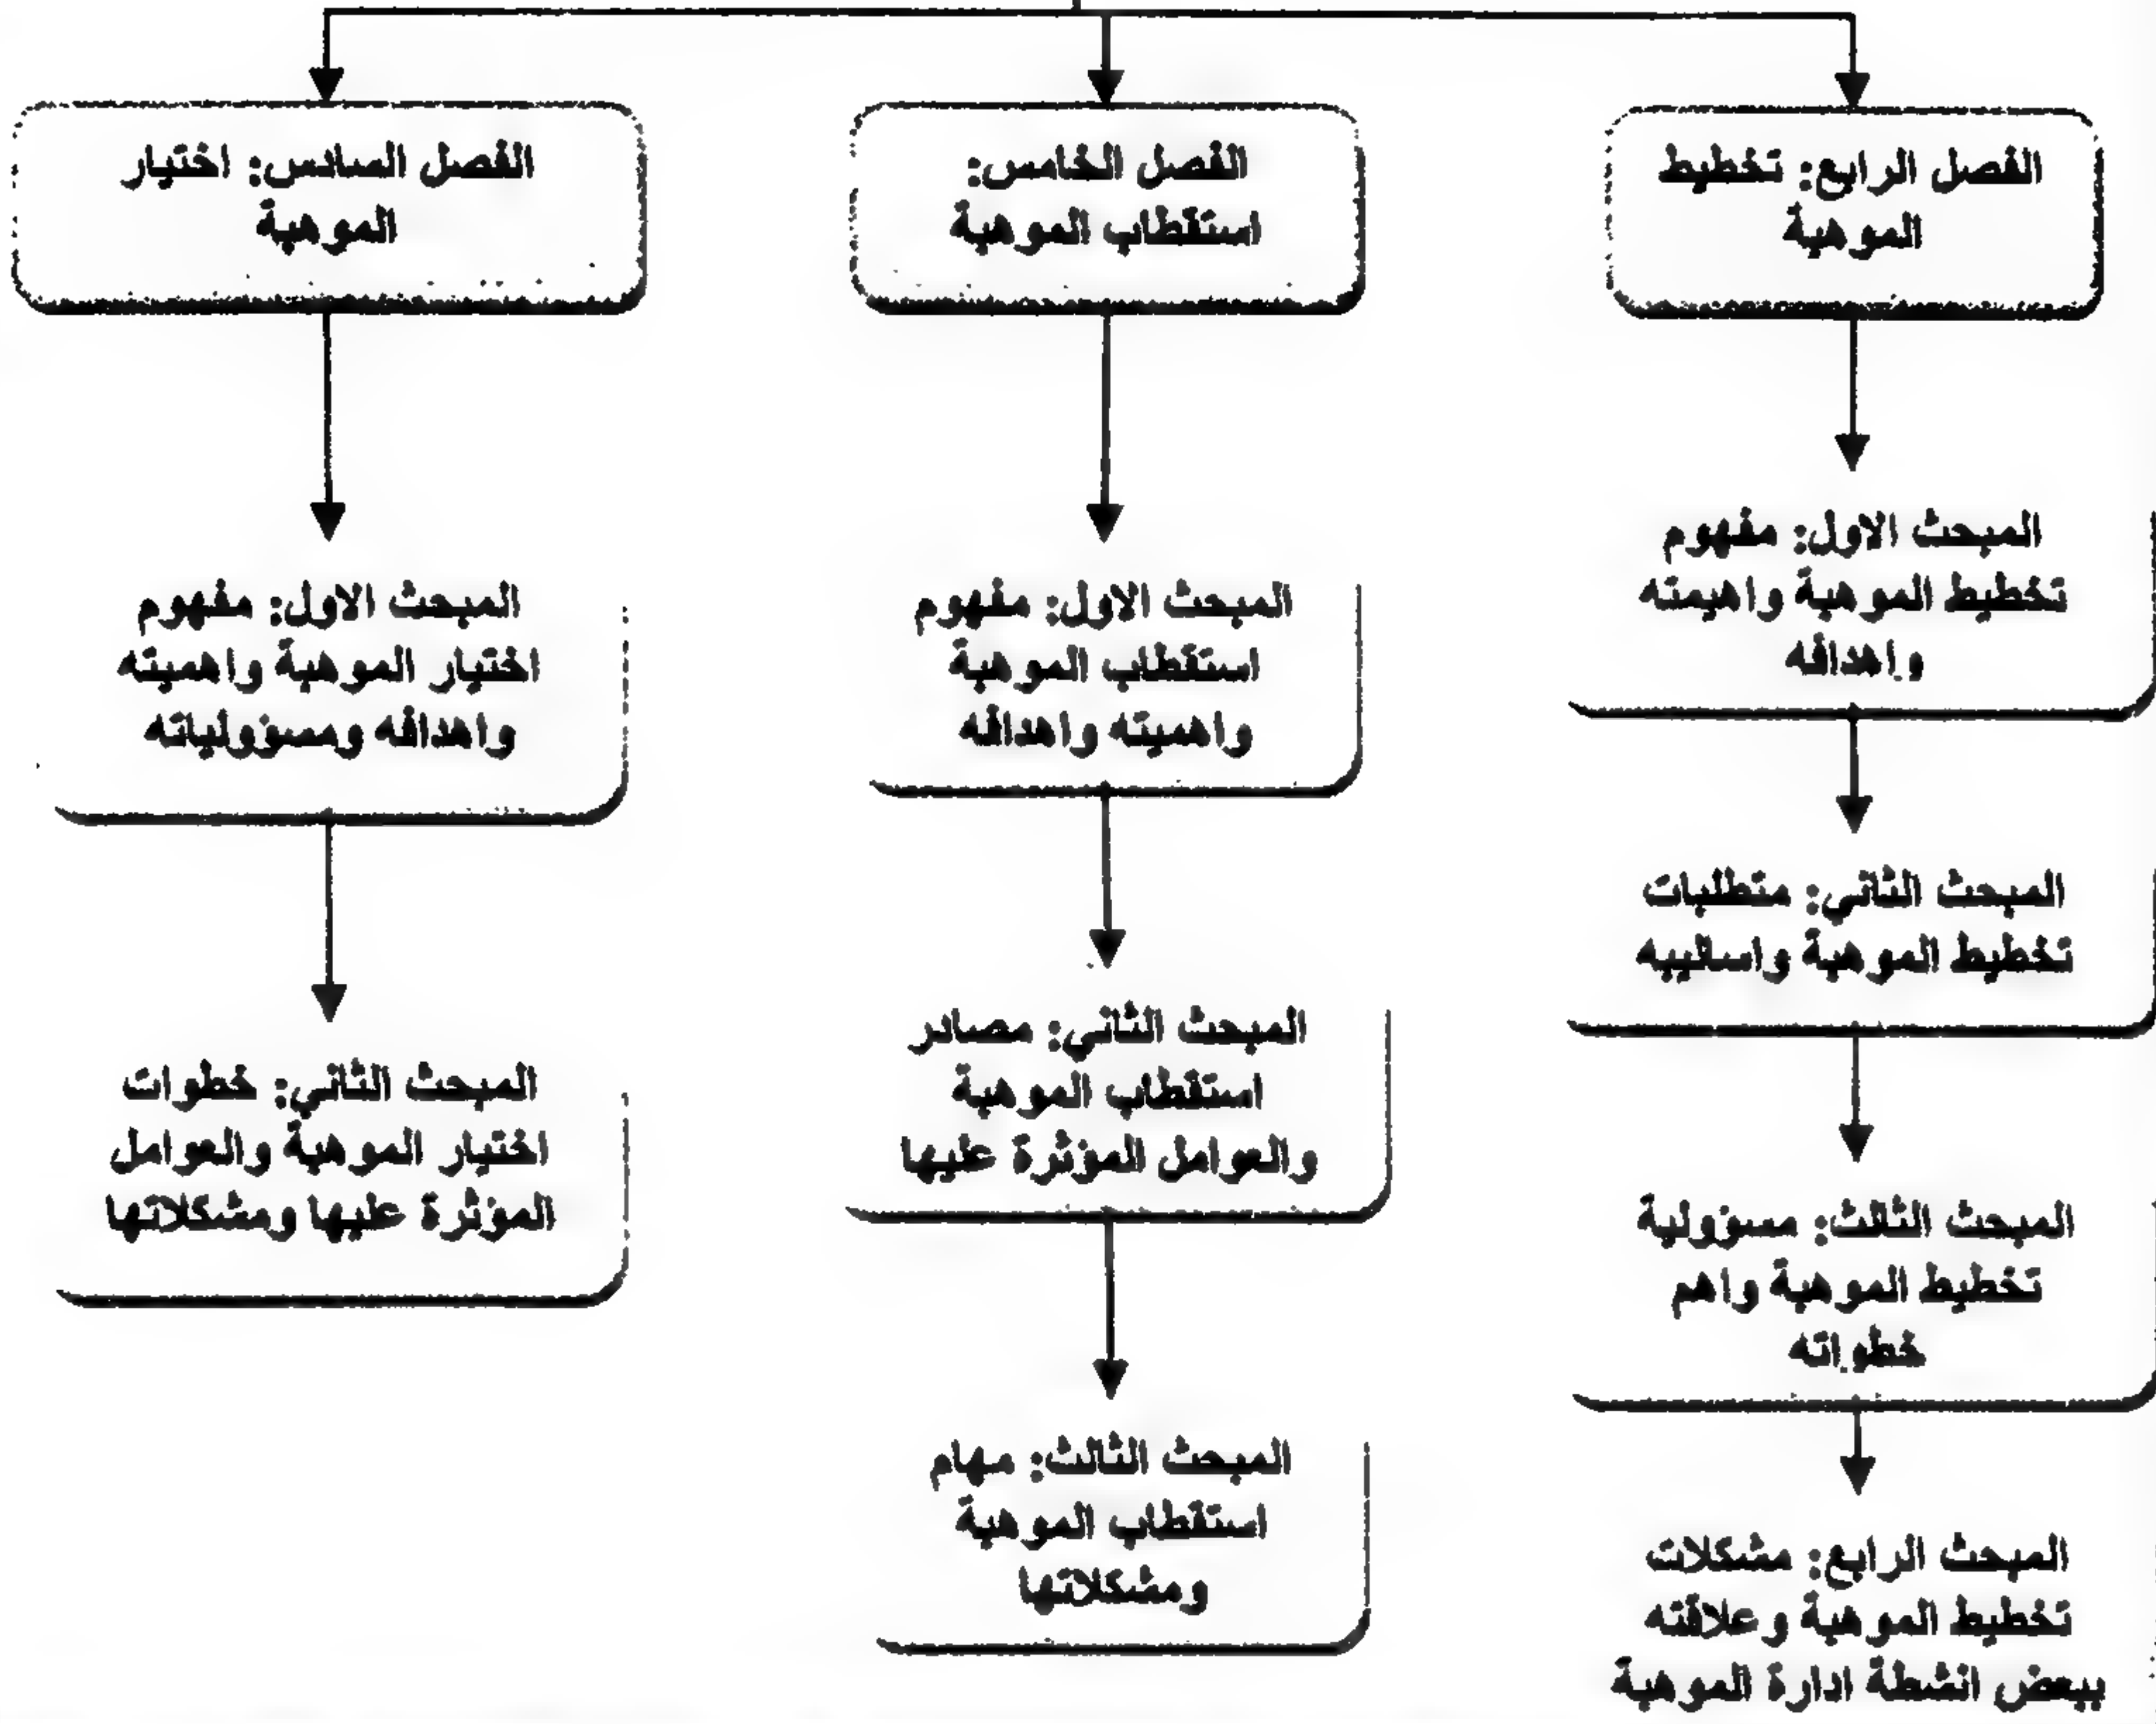 الفصل الرابع: تخطيط
الموهبة
المبحث الاول: مفهوم
تخطيط الموهبة واهيمته
واهدافه
المبحث الثاني: متطلبات
تخطيط الموهبة واساليبه
المبحث الثالث: مسؤولية
تخطيط الموهبة واهم
خطواته
المبحث الرابع: مشكلات
تخطيط الموهبة وعلاقته
ببعض انشطة ادارة الموهبة
الفصل الخامس:
استقطاب الموهبة
المبحث الاول: مفهوم
استقطاب الموهبة
واهميته واهدافه
المبحث الثاني: مصادر
استقطاب الموهبة
والعوامل المؤثرة عليها
المبحث الثالث: مهام
استقطاب الموهبة
ومشكلاتها
الفصل السادس: اختيار
الموهبة
المبحث الاول: مفهوم
اختيار الموهبة واهميته
واهدافه ومسؤولياته
المبحث الثاني: خطوات
اختيار الموهبة والعوامل
المؤثرة عليها ومشكلاتها